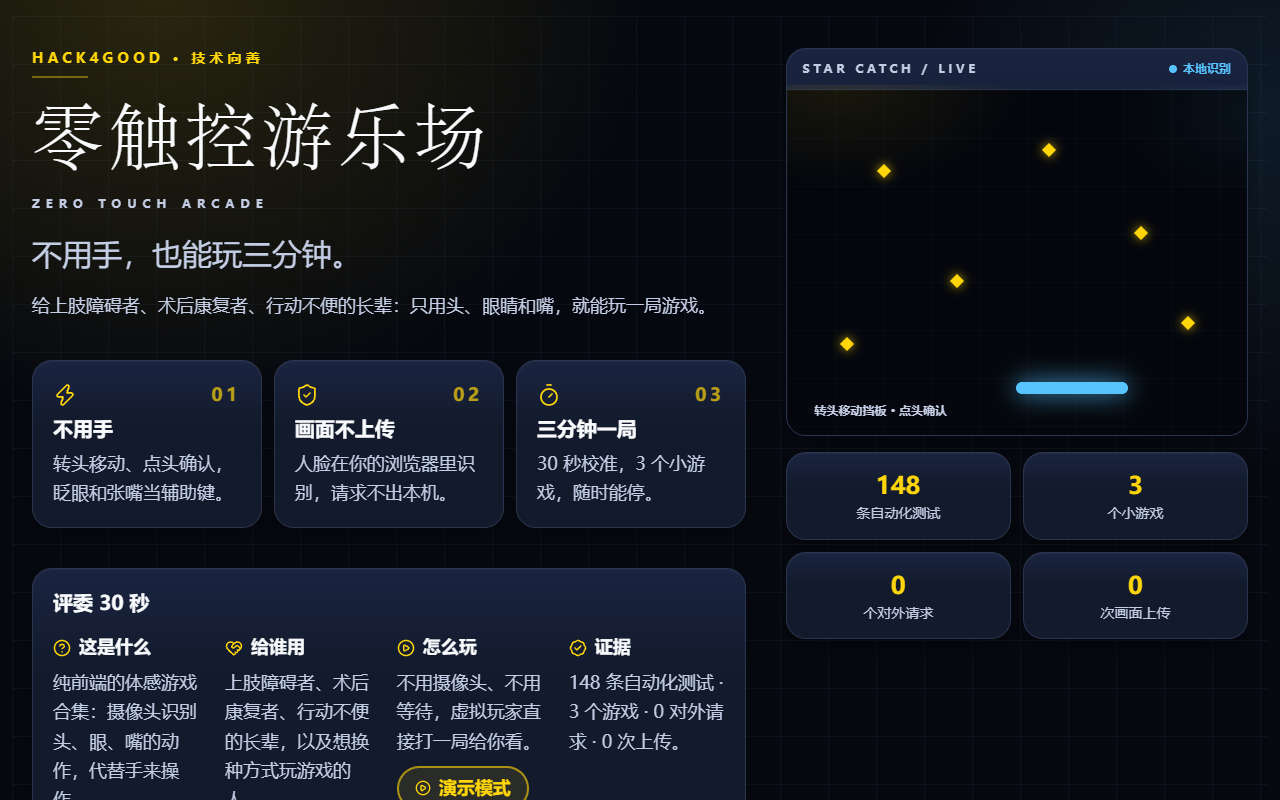 HACK4GOOD • 技术向善
零触控游乐场
ZERO TOUCH ARCADE
不用手，也能玩三分钟。
给上肢障碍者、术后康复者、行动不便的长辈：只用头、眼睛和嘴，就能玩一局游戏。
01
不用手
转头移动、点头确认，
眨眼和张嘴当辅助键。
02
画面不上传
人脸在你的浏览器里识
别，请求不出本机。
03
三分钟一局
30 秒校准，3 个小游
戏，随时能停。
评委 30 秒
这是什么
纯前端的体感游戏
合集：摄像头识别
头、眼、嘴的动
作，代替手来操
作。
给谁用
上肢障碍者、术后
康复者、行动不便
的长辈，以及想换
种方式玩游戏的
人。
怎么玩
不用摄像头、不用
等待，虚拟玩家直
接打一局给你看。
演示模式
证据
148 条自动化测试 ·
3 个游戏 · 0 对外请
求 · 0 次上传。
STAR CATCH / LIVE
本地识别
转头移动挡板 • 点头确认
148
条自动化测试
3
个小游戏
0
个对外请求
0
次画面上传